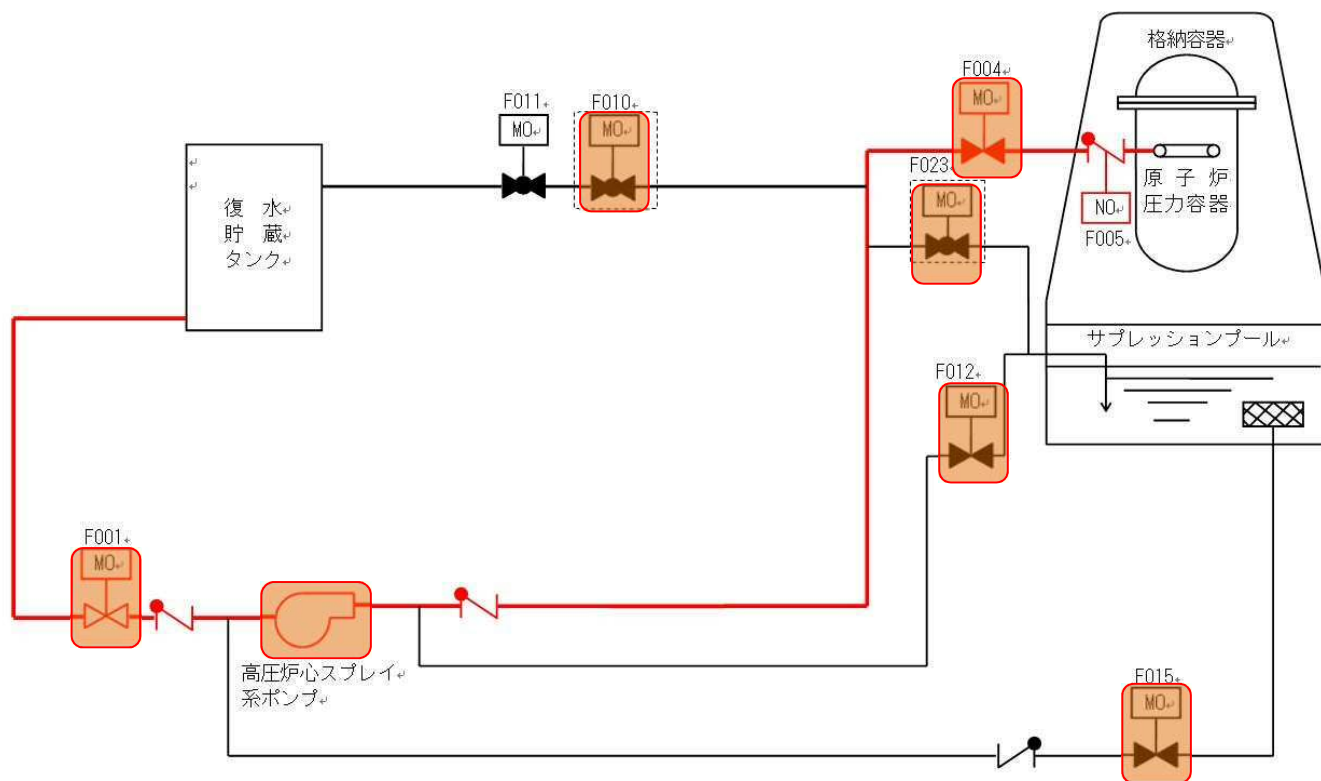 格納容器
F004
MO
F011
MO
F010
MO
F023
MO
復 水
貯 蔵
タンク
原 子 炉
圧力容器
NO
F005
サプレッションプール
F012
MO
F001
MO
高圧炉心スプレイ
系ポンプ
F015
MO